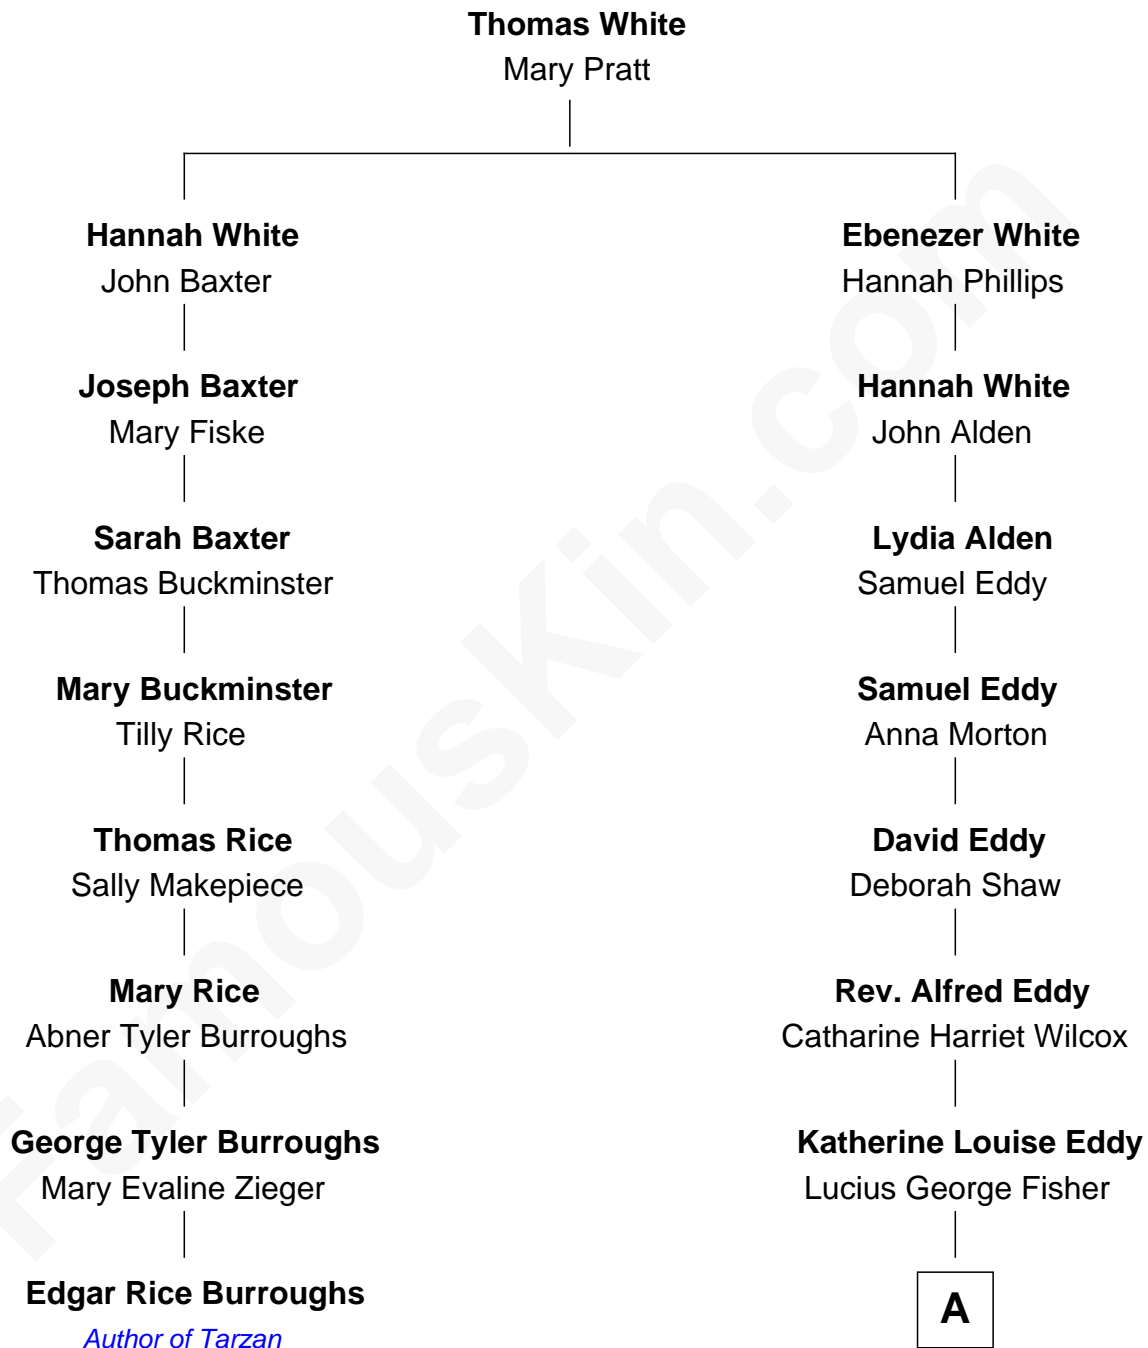 Thomas White
Mary Pratt
Hannah White
John Baxter
Joseph Baxter
Mary Fiske
Sarah Baxter
Thomas Buckminster
Mary Buckminster
Tilly Rice
Thomas Rice
Sally Makepiece
Mary Rice
Abner Tyler Burroughs
George Tyler Burroughs
Mary Evaline Zieger
Edgar Rice Burroughs
Author of Tarzan
Ebenezer White
Hannah Phillips
Hannah White
John Alden
Lydia Alden
Samuel Eddy
Samuel Eddy
Anna Morton
David Eddy
Deborah Shaw
Rev. Alfred Eddy
Catharine Harriet Wilcox
Katherine Louise Eddy
Lucius George Fisher
A
FamousKin.com